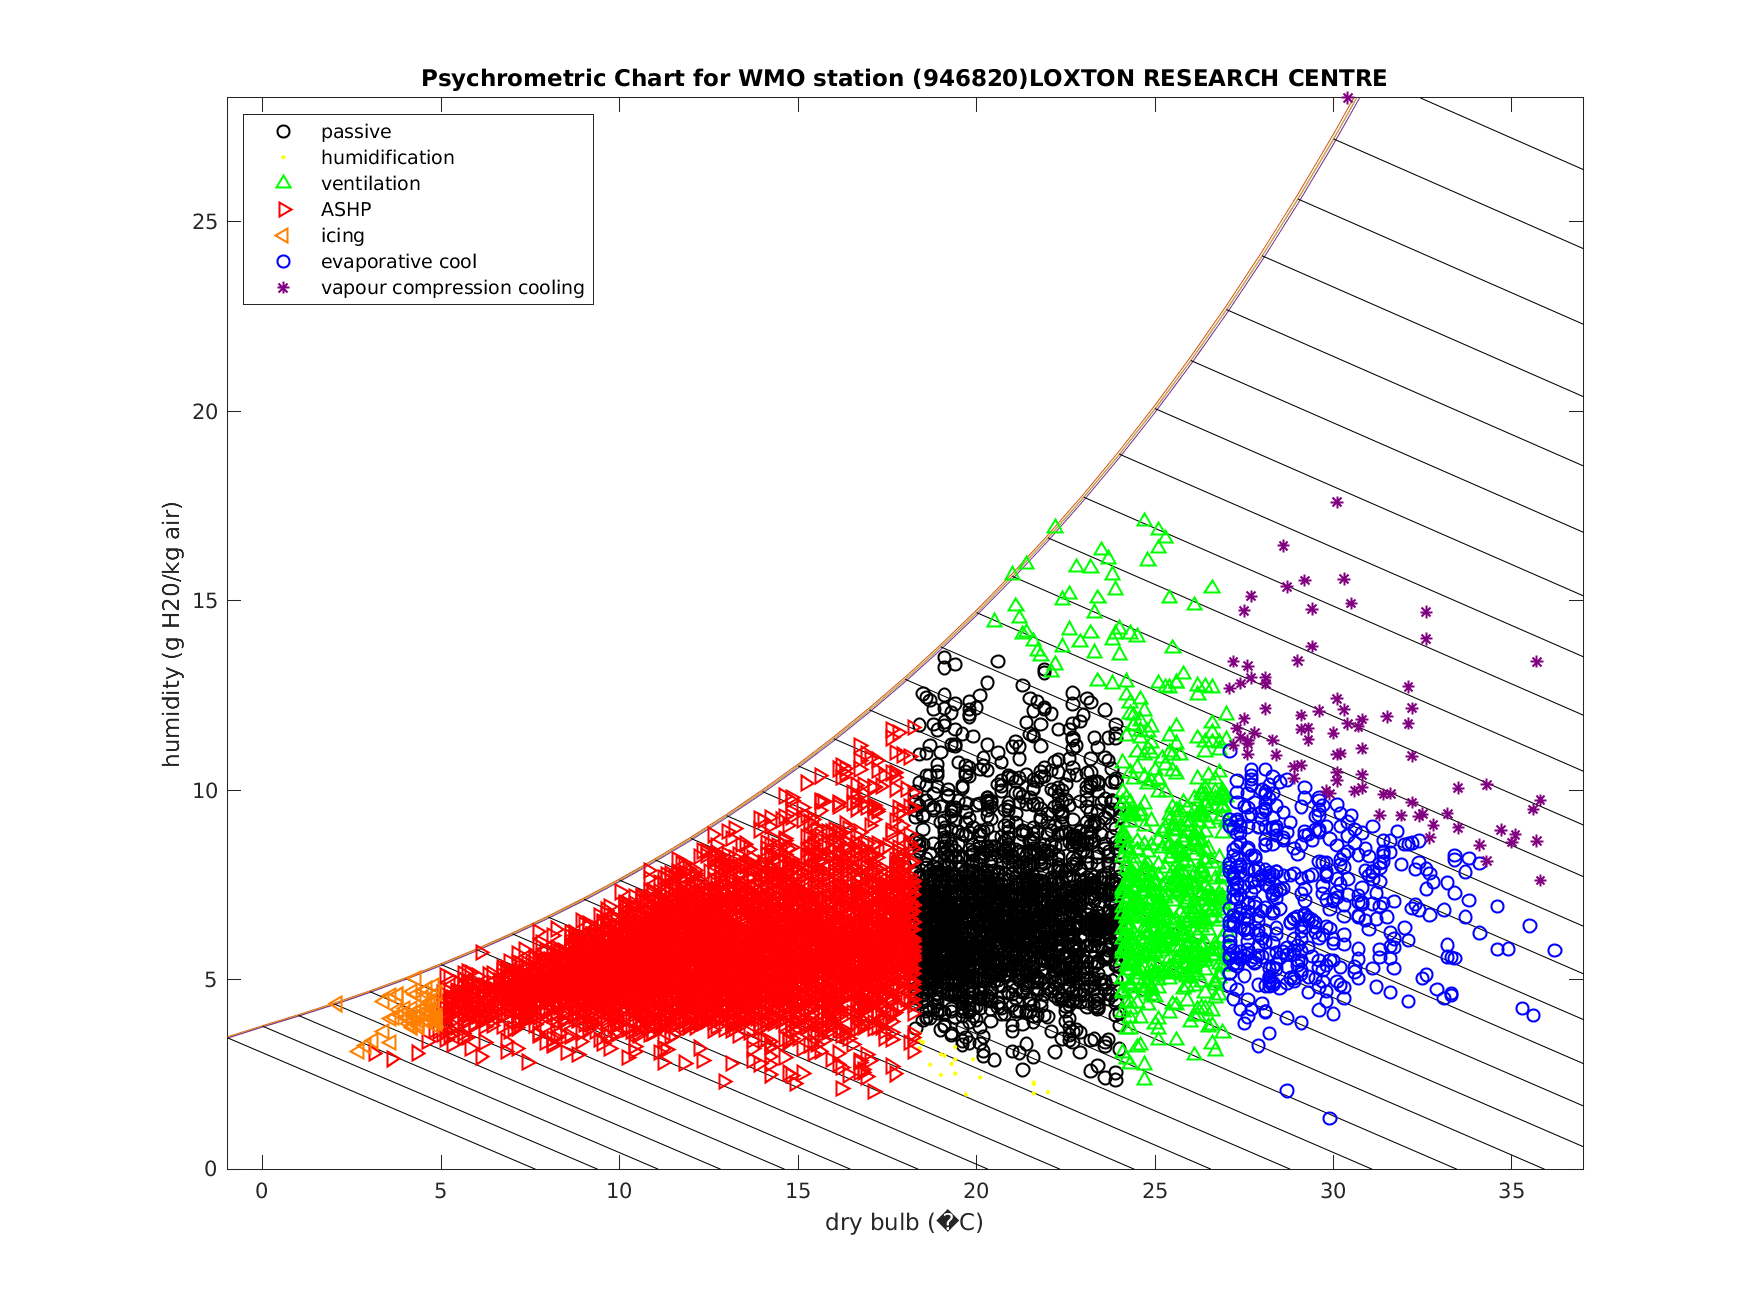 Psychrometric Chart for WMO station (946820)LOXTON RESEARCH CENTRE
passive
humidification
ventilation
ASHP
icing
evaporative cool
vapour compression cooling
humidity (g H20/kg air)
25
20
15
10
5
0
0 5 10 15 20 25 30 35
dry bulb (�C)